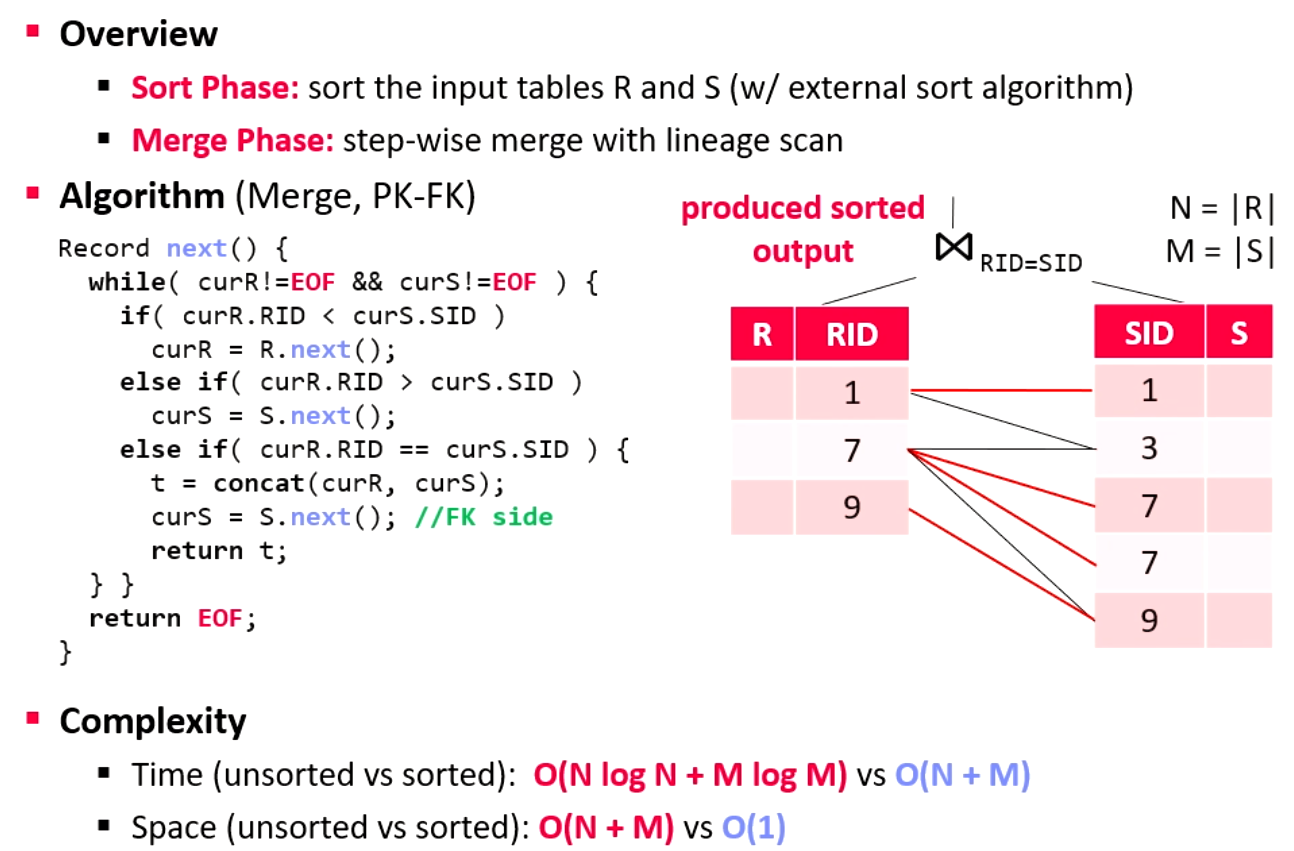 Overview
Sort Phase: sort the input tables R and S (w/ external sort algorithm)
Merge Phase: step-wise merge with lineage scan
Algorithm (Merge, PK-FK)
Record next() {
while( curR!=EOF && curS!=EOF ) {
if( curR.RID < curS.SID )
curR = R.next();
else if( curR.RID > curS.SID )
curS = S.next();
else if( curR.RID == curS.SID ) {
t = concat(curR, curS);
curS = S.next(); //FK side
return t;
} }
return EOF;
}
produced sorted
output
⋈ RID=SID
N = |R|
M = |S|
R RID
1
7
9
SID S
1
3
7
7
9
Complexity
Time (unsorted vs sorted): O(N log N + M log M) vs O(N + M)
Space (unsorted vs sorted): O(N + M) vs O(1)